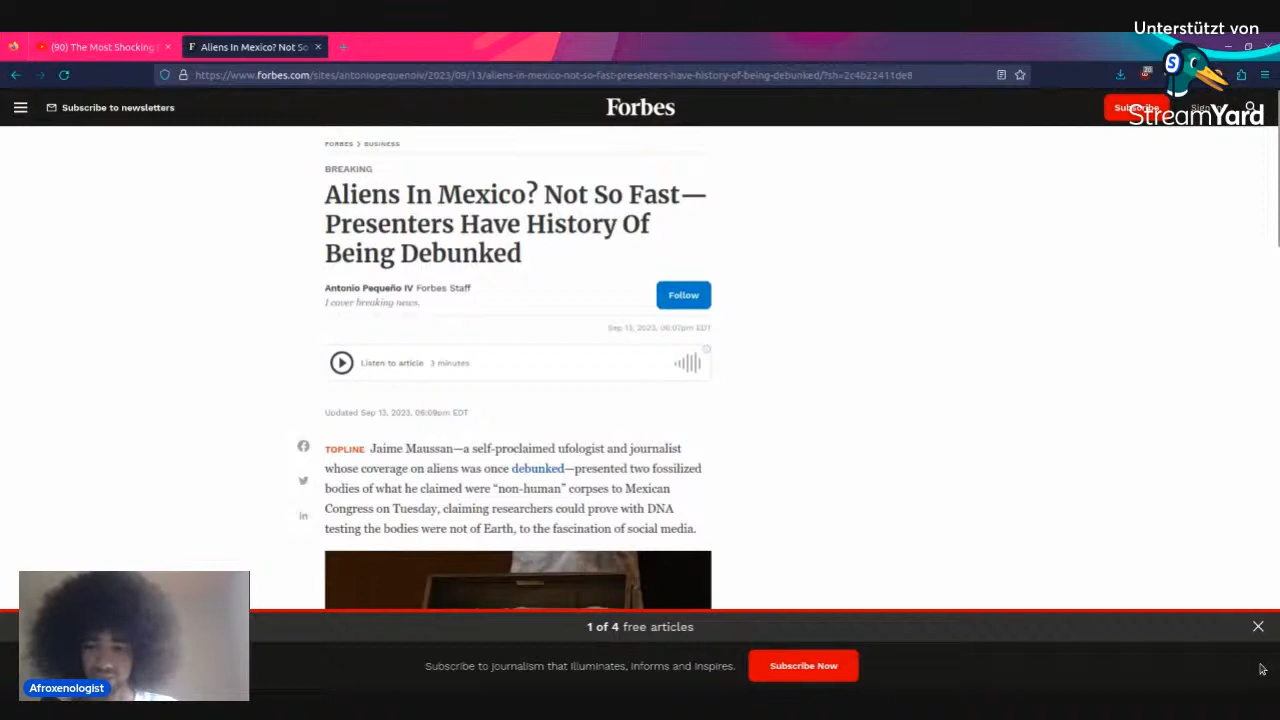 Unterstützt von
StreamYard
(90) The Most Shocking
Aliens In Mexico? Not So
https://www.forbes.com/sites/antoniopequenoiv/2023/09/13/aliens-in-mexico-not-so-fast-presenters-have-history-of-being-debunked/?sh=2c4b22411de8
Subscribe to newsletters
Forbes
Subscribe
Sign
FORBES > BUSINESS
BREAKING
Aliens In Mexico? Not So Fast—
Presenters Have History Of
Being Debunked
Antonio Pequeño IV Forbes Staff
I cover breaking news.
Follow
Sep 13, 2023, 06:07pm EDT
Listen to article 3 minutes
Updated Sep 13, 2023, 06:09pm EDT
TOPLINE Jaime Maussan—a self-proclaimed ufologist and journalist
whose coverage on aliens was once debunked—presented two fossilized
bodies of what he claimed were “non-human” corpses to Mexican
Congress on Tuesday, claiming researchers could prove with DNA
testing the bodies were not of Earth, to the fascination of social media.
1 of 4 free articles
Subscribe to journalism that illuminates, informs and inspires.
Subscribe Now
Afroxenologist